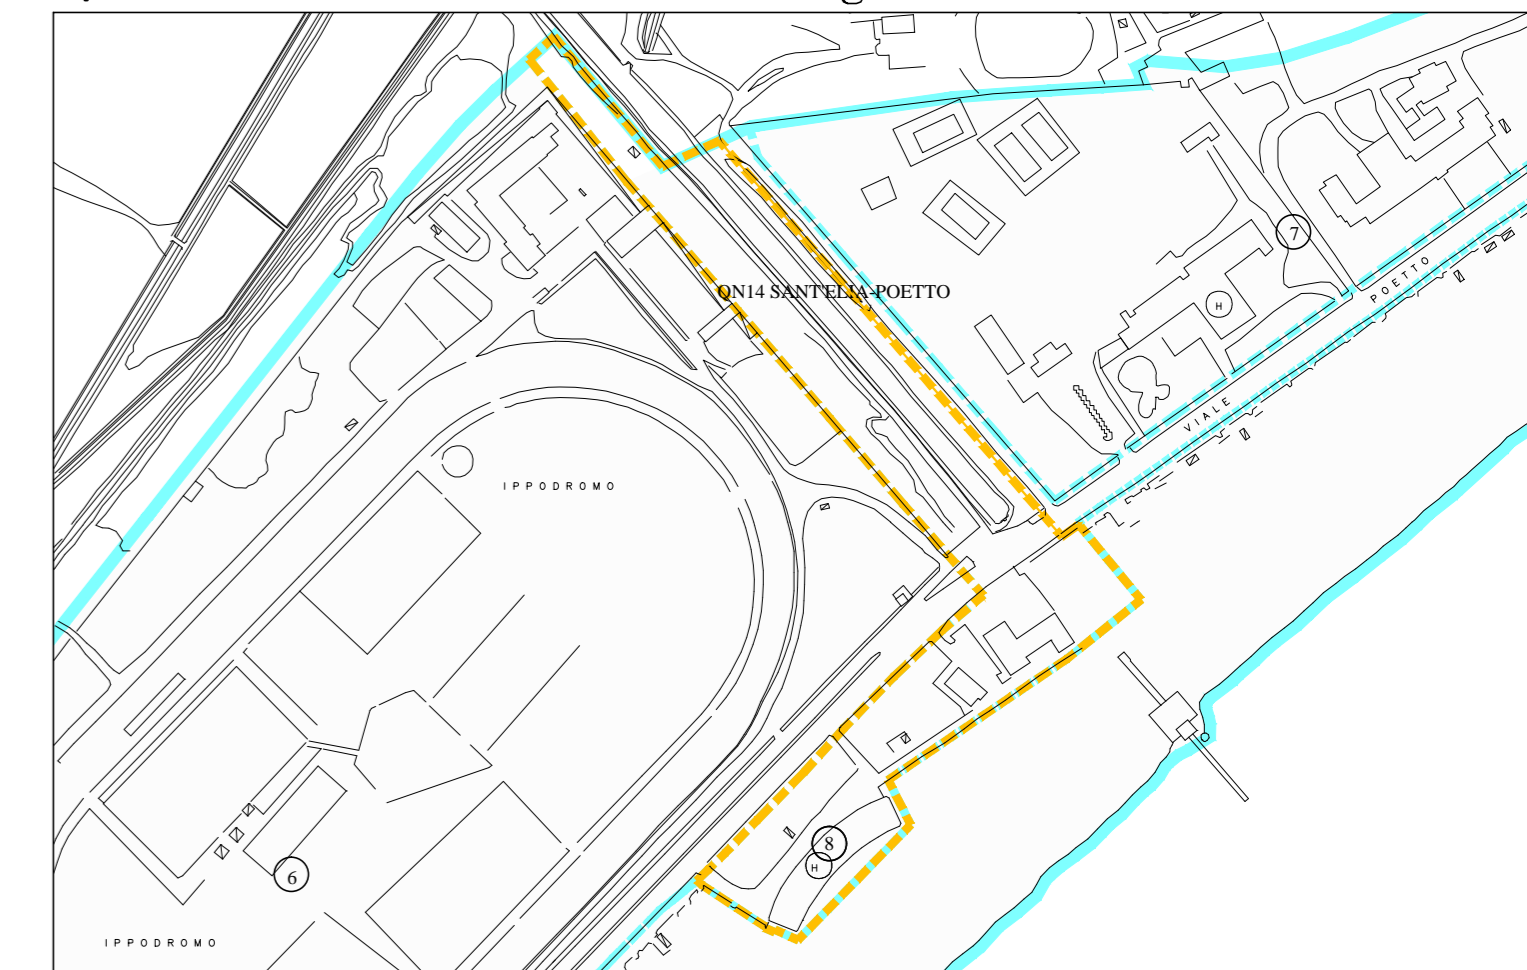 7
POETTO
QN14 SANT'ELIA-POETTO
H
VIALE
IPPODROMO
8
H
6
IPPODROMO